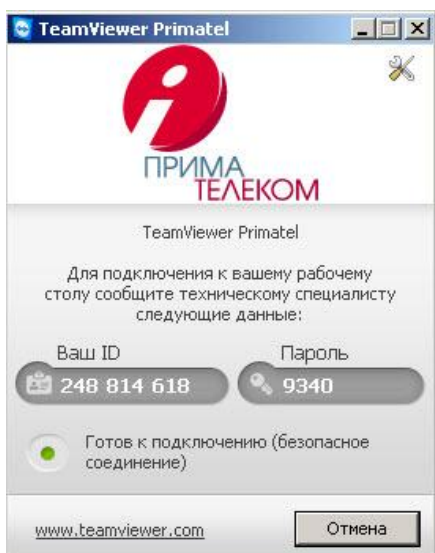 TeamViewer Primatel
ПРИМА
ТЕЛЕКОМ
TeamViewer Primatel
Для подключения к вашему рабочему
столу сообщите техническому специалисту
следующие данные:
Ваш ID Пароль
248 814 618 9340
Готов к подключению (безопасное
соединение)
www.teamviewer.com Отмена